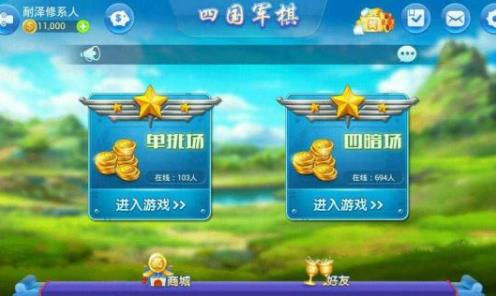 耐泽修系人
11,000
四国军棋
单挑场
在线：103人
进入游戏>>
四暗场
在线：694人
进入游戏>>
商城
好友